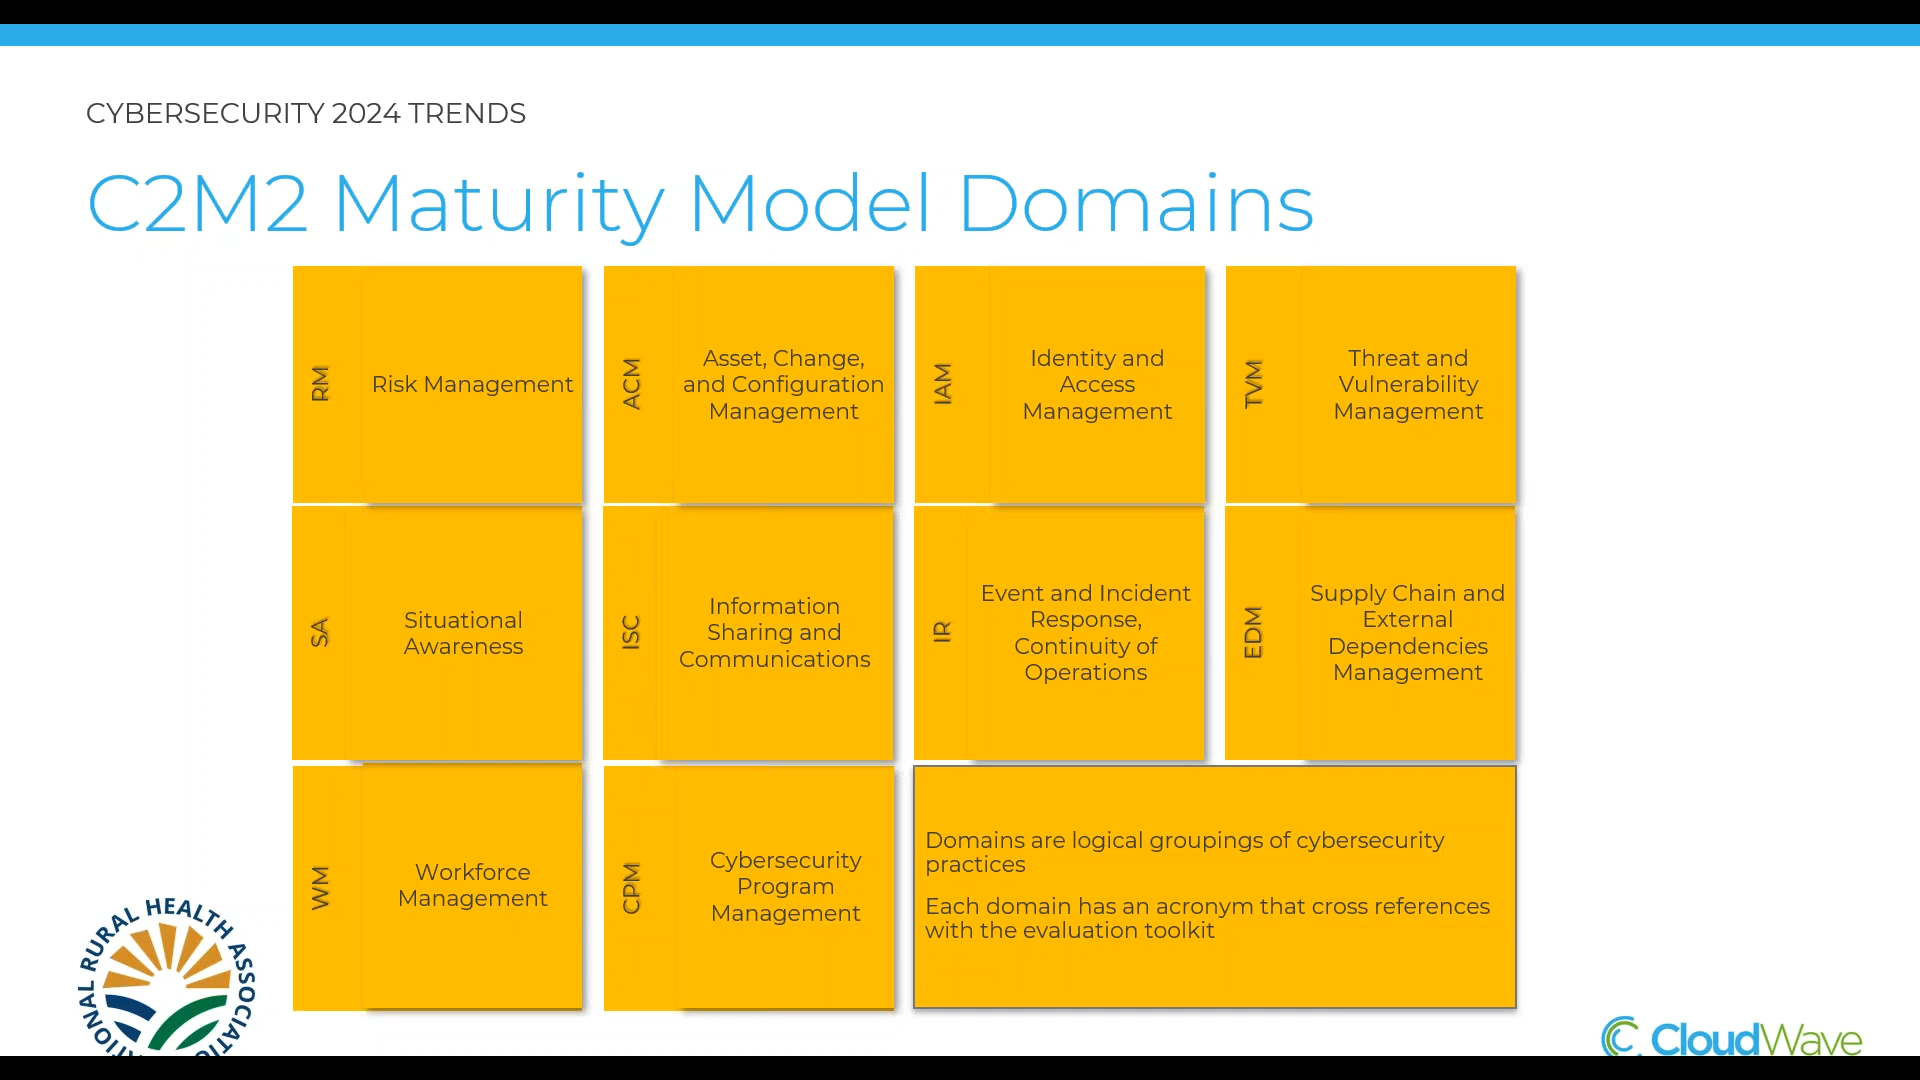 CYBERSECURITY 2024 TRENDS
C2M2 Maturity Model Domains
RM
Risk Management
ACM
Asset, Change,
and Configuration
Management
IAM
Identity and
Access
Management
TVM
Threat and
Vulnerability
Management
SA
Situational
Awareness
ISC
Information
Sharing and
Communications
IR
Event and Incident
Response,
Continuity of
Operations
EDM
Supply Chain and
External
Dependencies
Management
WM
Workforce
Management
CPM
Cybersecurity
Program
Management
Domains are logical groupings of cybersecurity
practices
Each domain has an acronym that cross references
with the evaluation toolkit
RURAL HEALTH
CloudWave